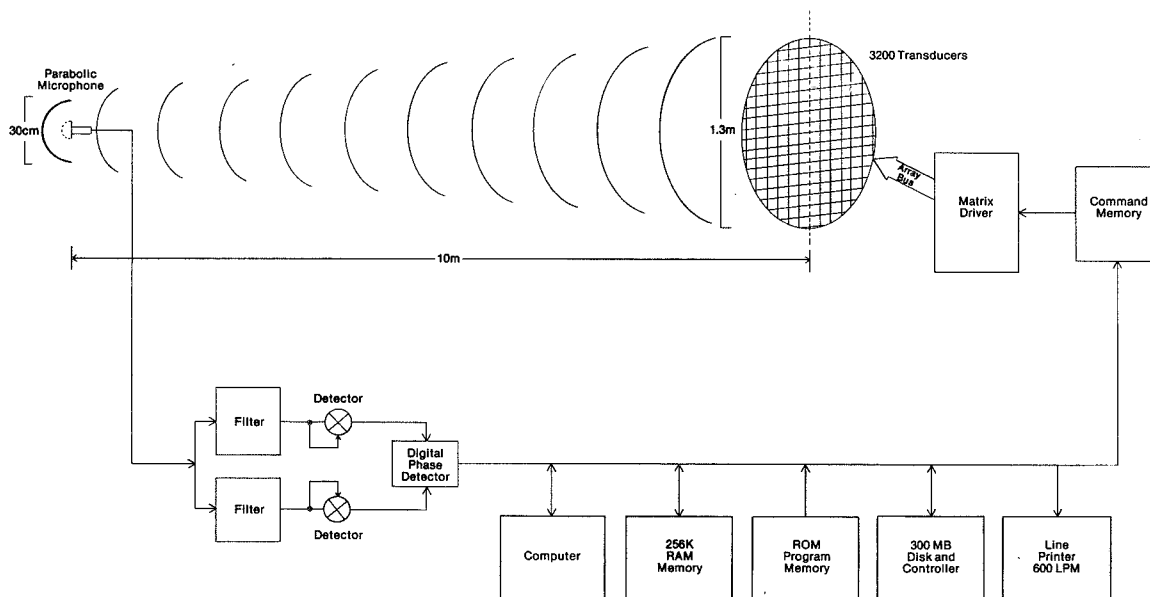 Parabolic
Microphone
30cm
1.3m
3200 Transducers
Array
Bus
Matrix
Driver
Command
Memory
10m
Filter
Detector
Digital
Phase
Detector
Filter
Detector
Computer
256K
RAM
Memory
ROM
Program
Memory
300 MB
Disk and
Controller
Line
Printer
600 LPM